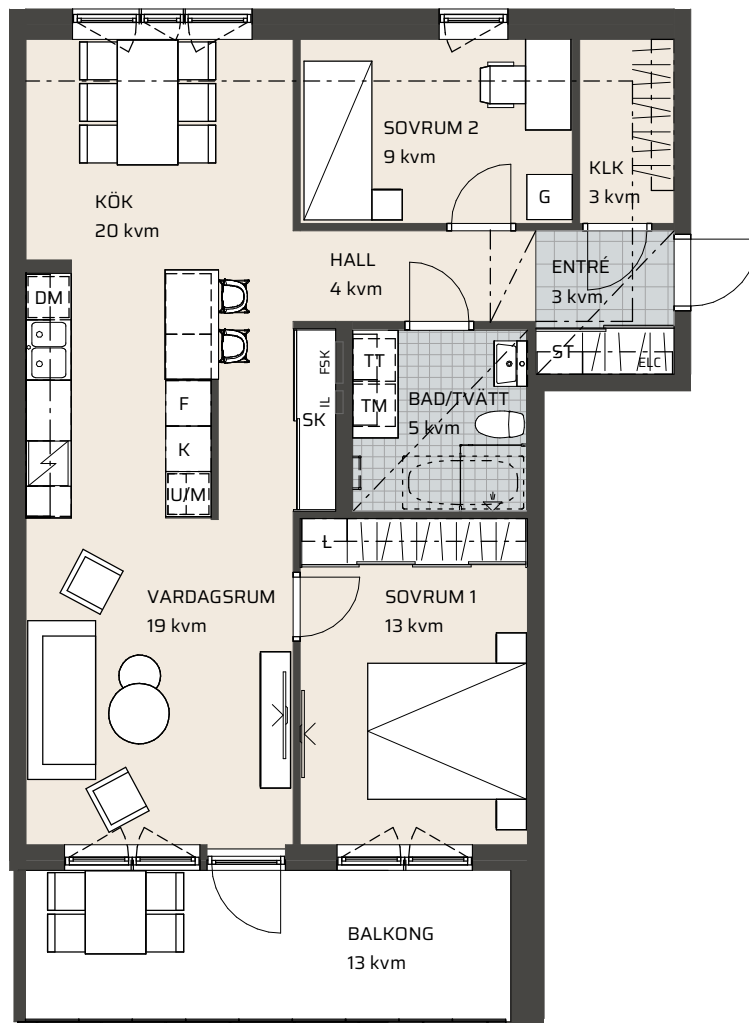 SOVRUM 2
9 kvm
KLK
3 kvm
G
KÖK
20 kvm
HALL
4 kvm
ENTRÉ
3 kvm
DM
ST
ELC
FSK
TT
IL
TM
BAD/TVÄTT
5 kvm
F
SK
K
U/M
L
VARDAGSRUM
19 kvm
SOVRUM 1
13 kvm
BALKONG
13 kvm